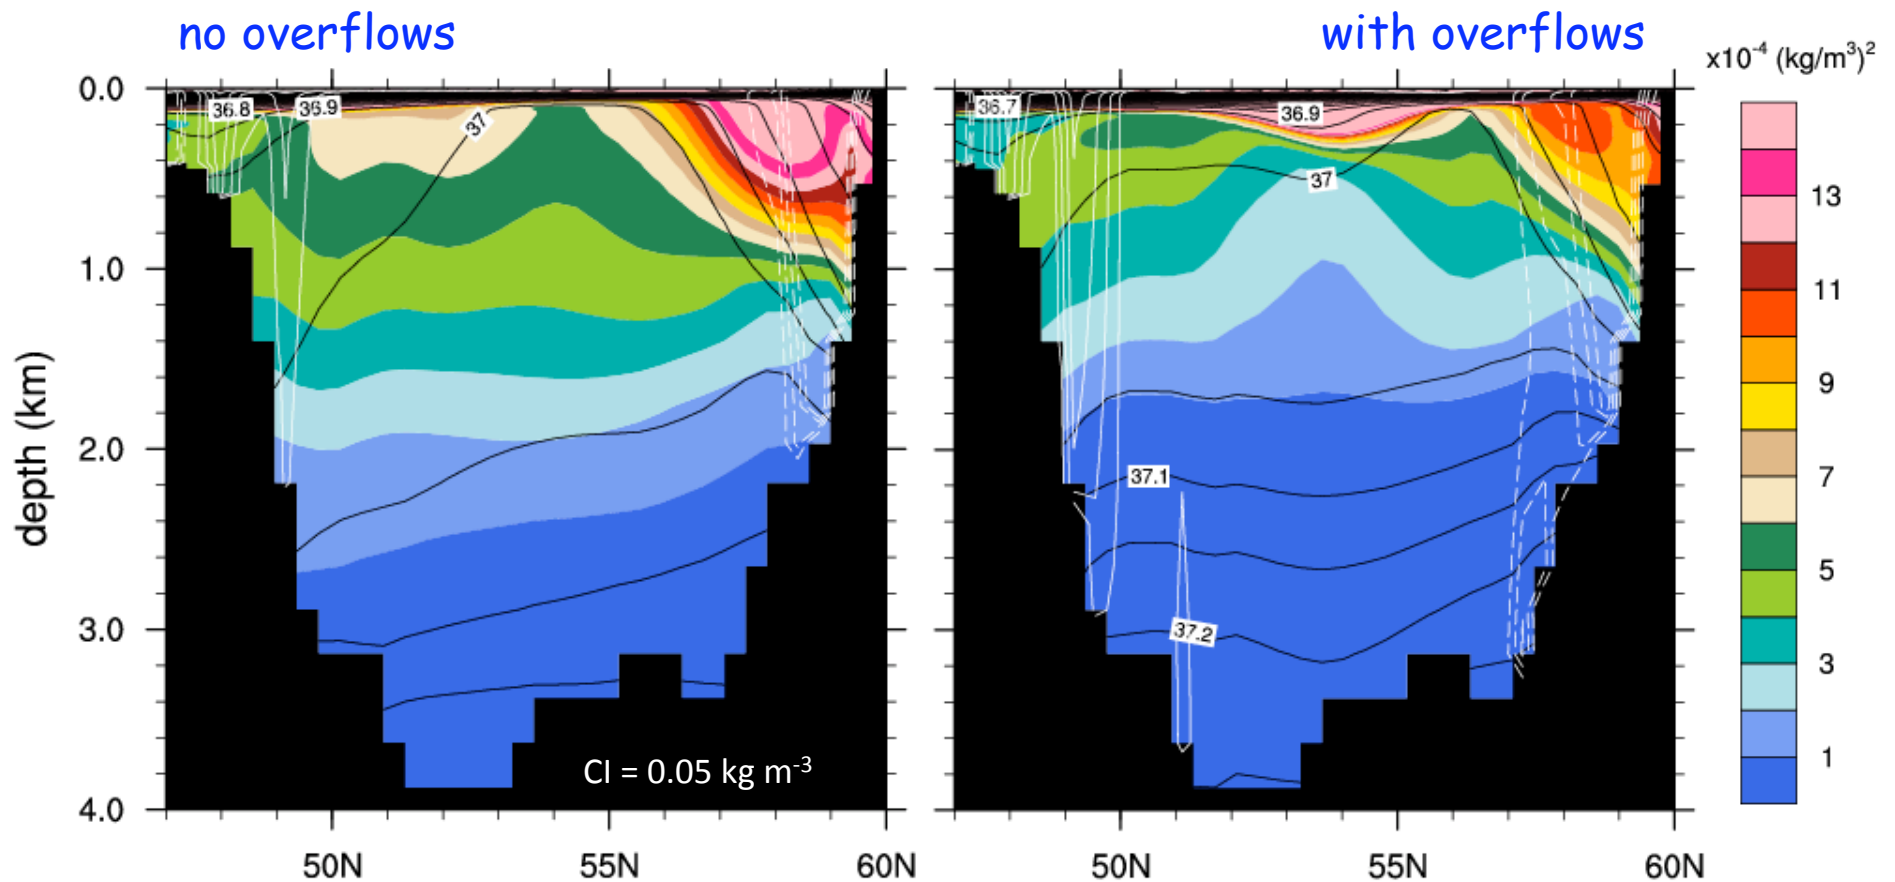 no overflows
with overflows
x10⁻⁴ (kg/m³)²
0.0
1.0
2.0
3.0
4.0
depth (km)
36.8
36.9
37
CI = 0.05 kg m⁻³
50N
55N
60N
36.7
36.9
37
37.1
37.2
50N
55N
60N
13
11
9
7
5
3
1